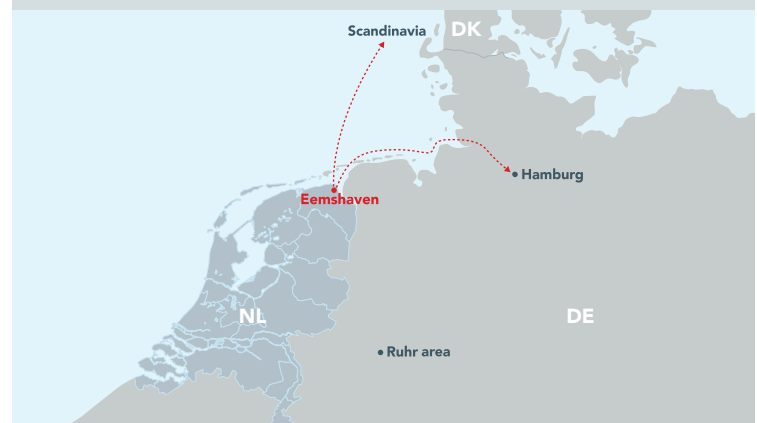 Scandinavia
DK
Hamburg
Eemshaven
NL
DE
Ruhr area